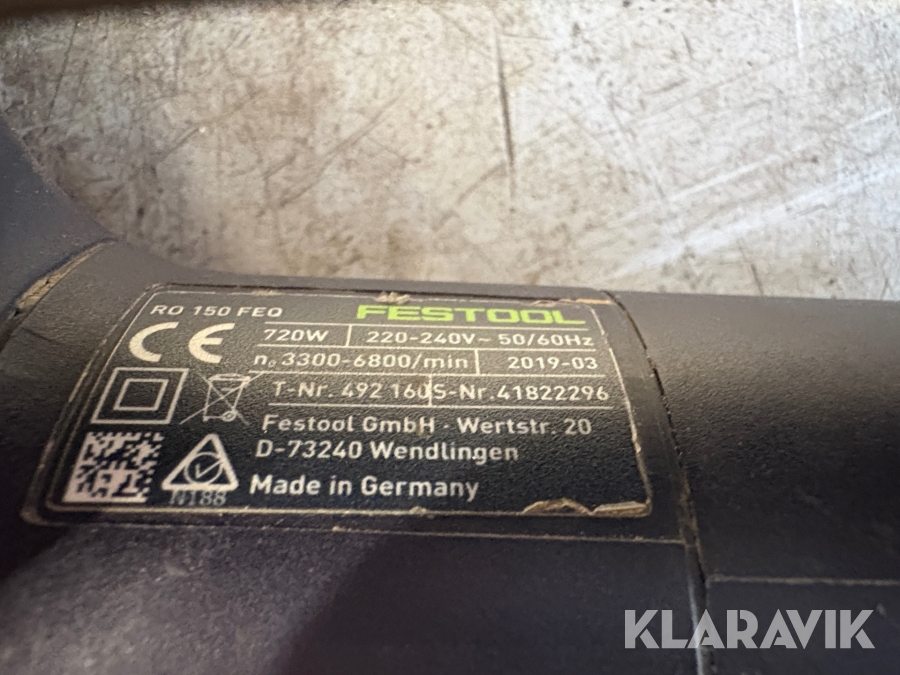 RO 150 FEQ FESTOOL
720W 220-240V~ 50/60Hz
n₀ 3300-6800/min 2019-03
T-Nr. 492 160 S-Nr. 41822296
Festool GmbH · Wertstr. 20
D-73240 Wendlingen
Made in Germany
N188
KLARAVIK